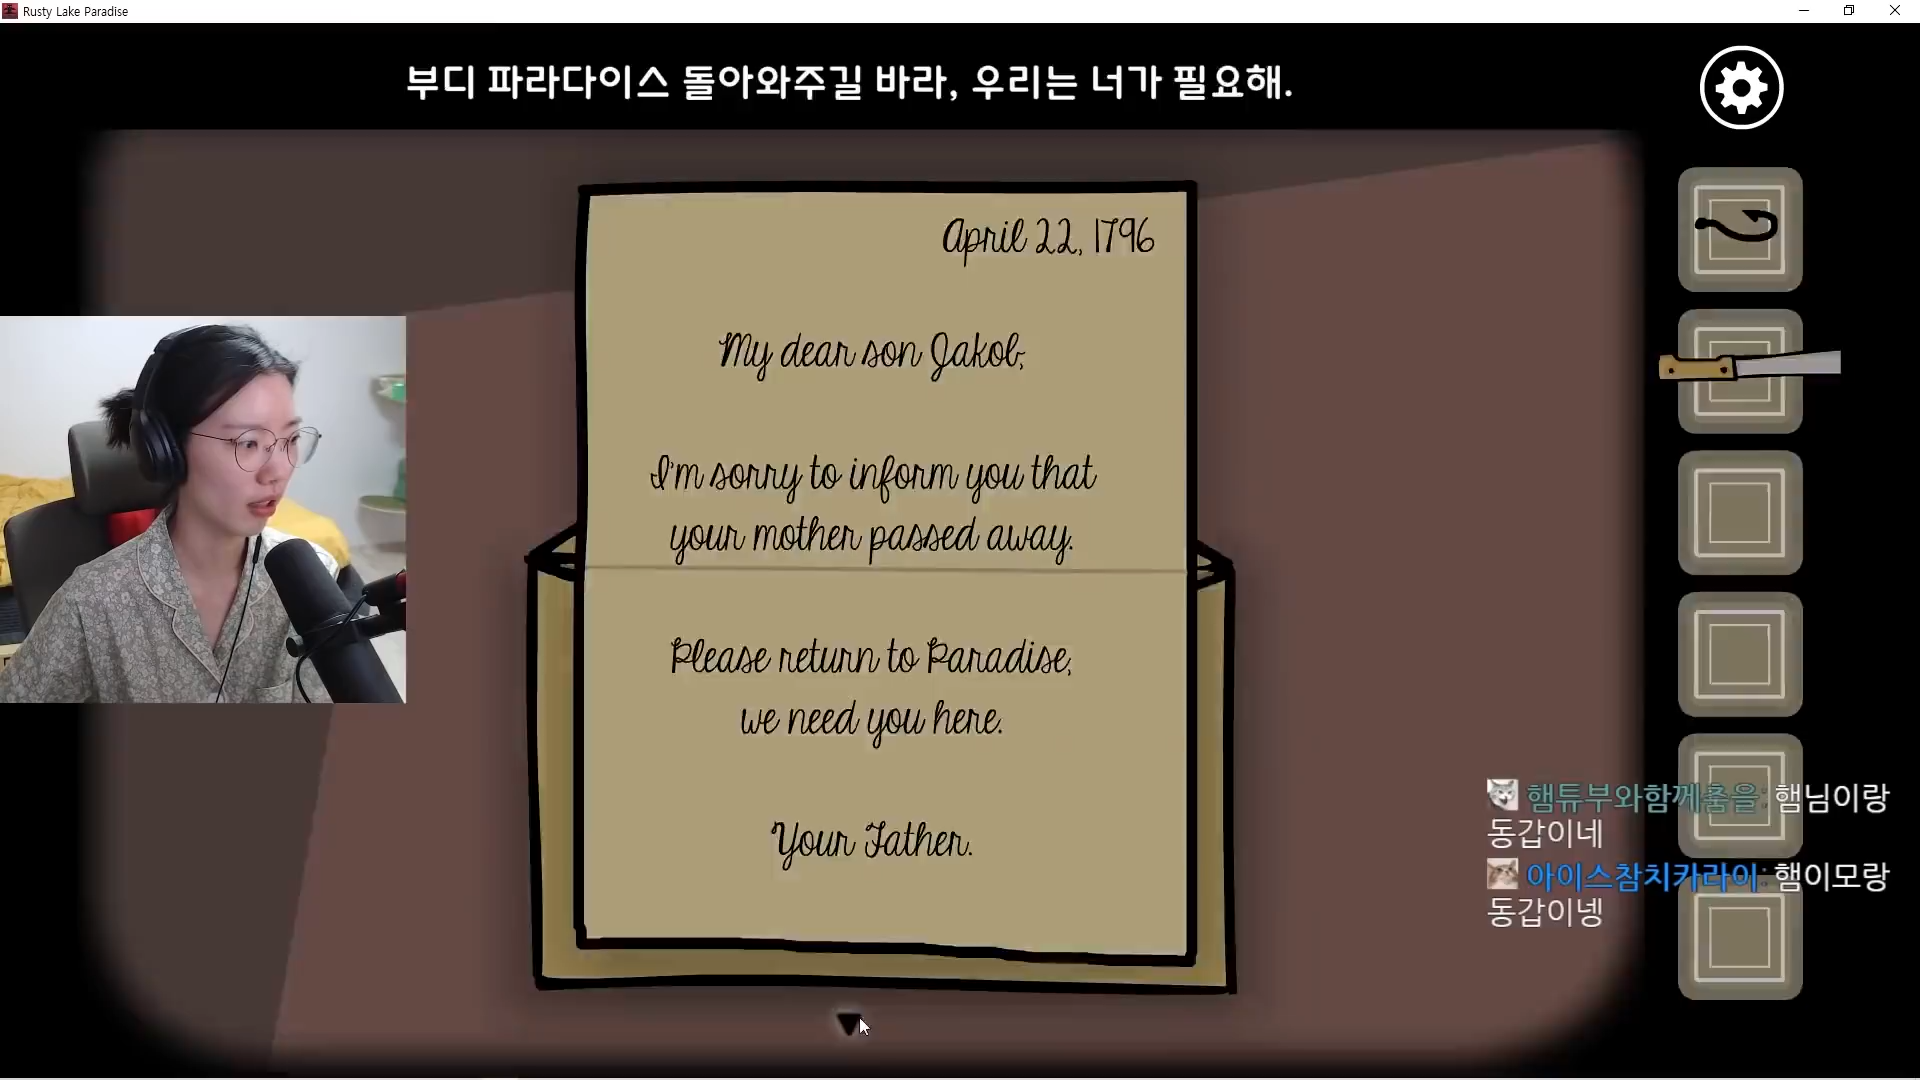 Rusty Lake Paradise
부디 파라다이스 돌아와주길 바라, 우리는 너가 필요해.
April 22, 1796
My dear son Jakob,
I'm sorry to inform you that
your mother passed away.
Please return to Paradise,
we need you here.
Your Father.
햄튜부와함께춤을: 햄님이랑
동갑이네
아이스참치카라이: 햄이모랑
동갑이넹